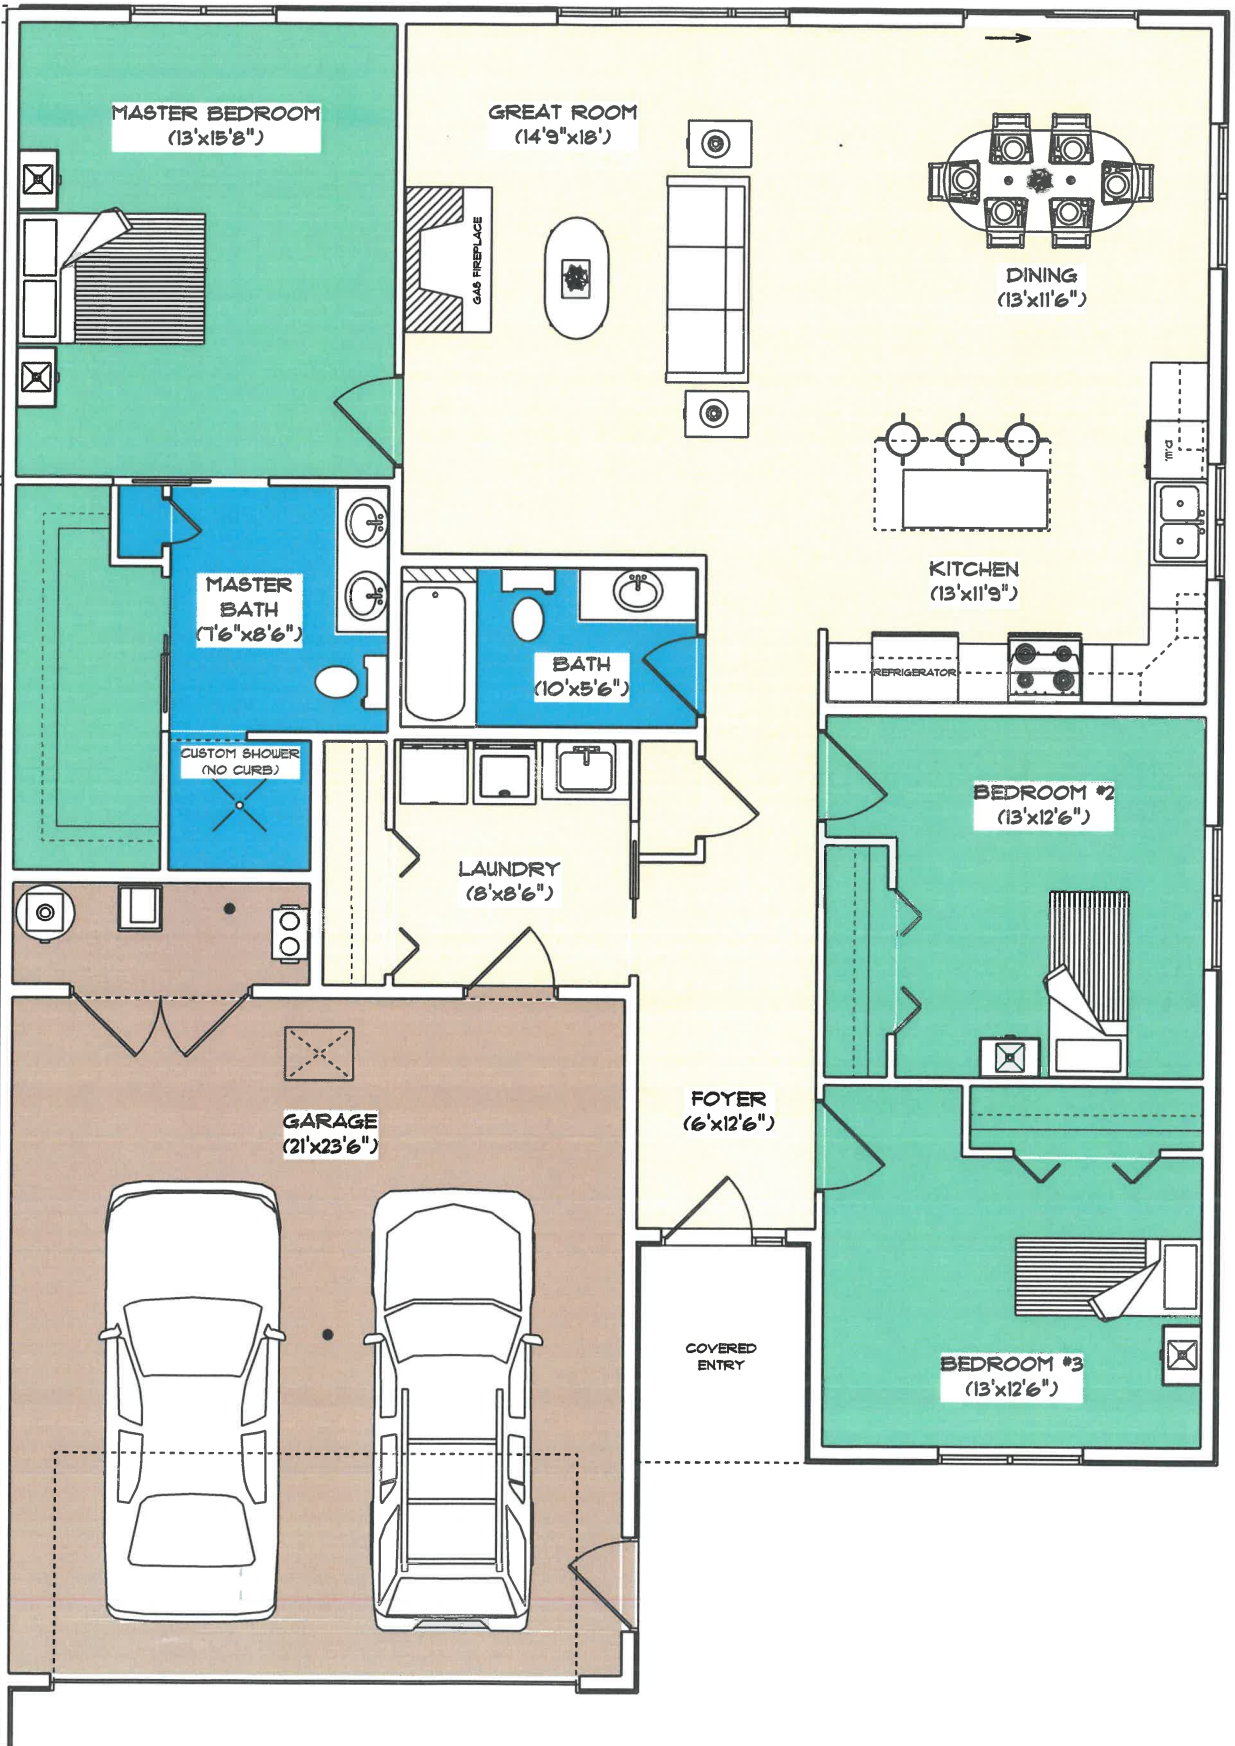 MASTER BEDROOM
(13'x15'8")
GREAT ROOM
(14'9"x18')
GAS FIREPLACE
DINING
(13'x11'6")
D.W.
KITCHEN
(13'x11'9")
REFRIGERATOR
MASTER
BATH
(7'6"x8'6")
BATH
(10'x5'6")
CUSTOM SHOWER
(NO CURB)
LAUNDRY
(8'x8'6")
BEDROOM #2
(13'x12'6")
FOYER
(6'x12'6")
GARAGE
(21'x23'6")
COVERED
ENTRY
BEDROOM #3
(13'x12'6")